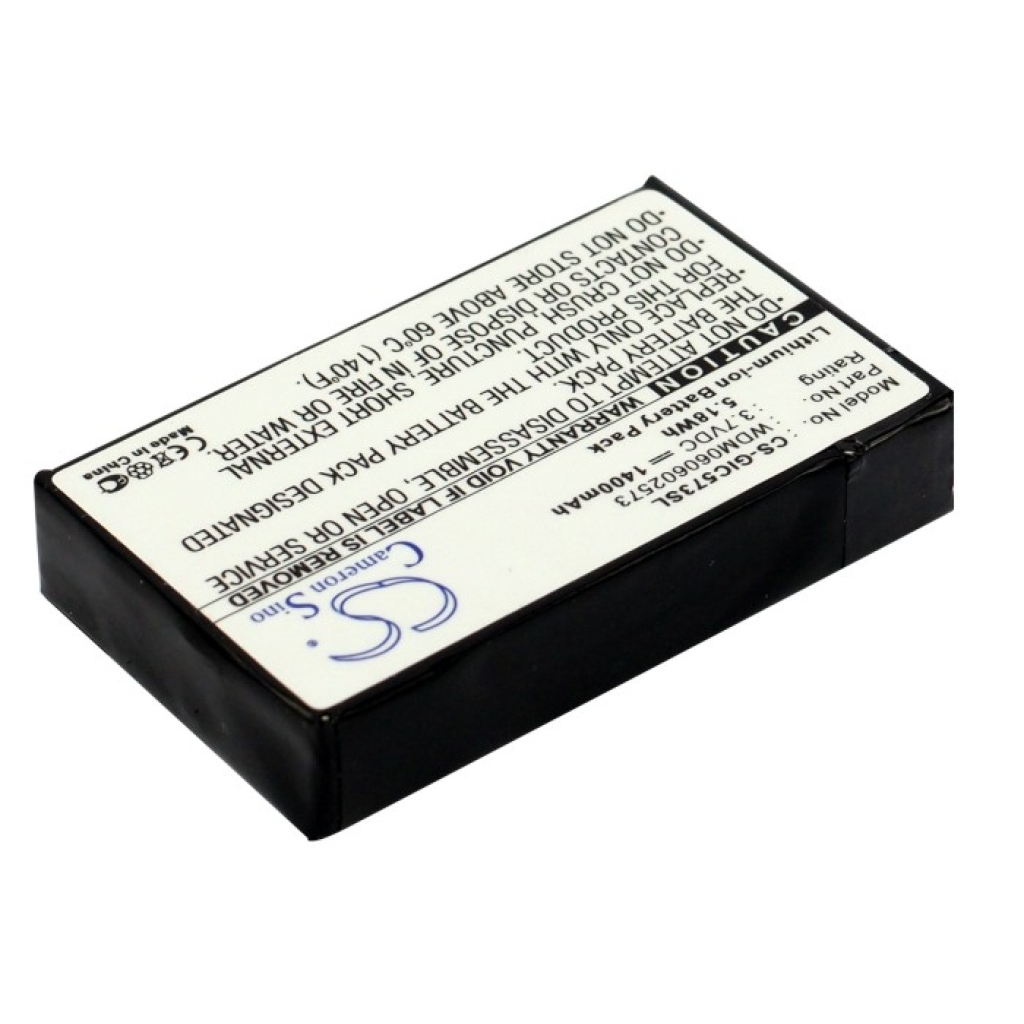 CS.
Cameron Sino
Model No. : CS-GIC573SL
Part No. : WDM060602573
Rating : 3.7VDC ⎓ 1400mAh
5.18Wh
Lithium-ion Battery Pack
CAUTION WARRANTY VOID IF LABEL IS REMOVED
•DO NOT ATTEMPT TO DISASSEMBLE, OPEN OR SERVICE
THE BATTERY PACK.
•REPLACE ONLY WITH THE BATTERY PACK DESIGNATED
FOR THIS PRODUCT.
•DO NOT CRUSH, PUNCTURE, SHORT EXTERNAL
CONTACTS OR DISPOSE OF IN FIRE OR WATER.
•DO NOT STORE ABOVE 60°C (140°F).
CE
Made in China